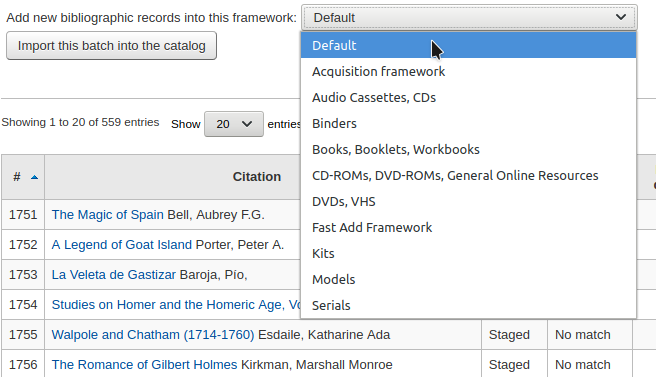 Add new bibliographic records into this framework: Default
Import this batch into the catalog
Default
Acquisition framework
Audio Cassettes, CDs
Binders
Books, Booklets, Workbooks
CD-ROMs, DVD-ROMs, General Online Resources
DVDs, VHS
Fast Add Framework
Kits
Models
Serials
Showing 1 to 20 of 559 entries Show 20 entries
# Citation
1751 The Magic of Spain Bell, Aubrey F.G.
1752 A Legend of Goat Island Porter, Peter A.
1753 La Veleta de Gastizar Baroja, Pío,
1754 Studies on Homer and the Homeric Age,
1755 Walpole and Chatham (1714-1760) Esdaile, Katharine Ada Staged No match
1756 The Romance of Gilbert Holmes Kirkman, Marshall Monroe Staged No match